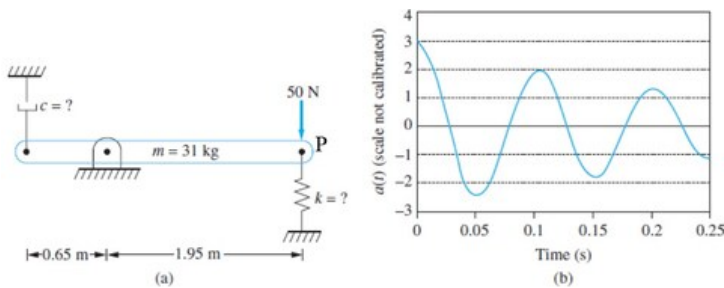 50 N
c = ?
P
m = 31 kg
k = ?
0.65 m
1.95 m
(a)
a(t) (scale not calibrated)
4
3
2
1
0
−1
−2
−3
0
0.05
0.1
0.15
0.2
0.25
Time (s)
(b)